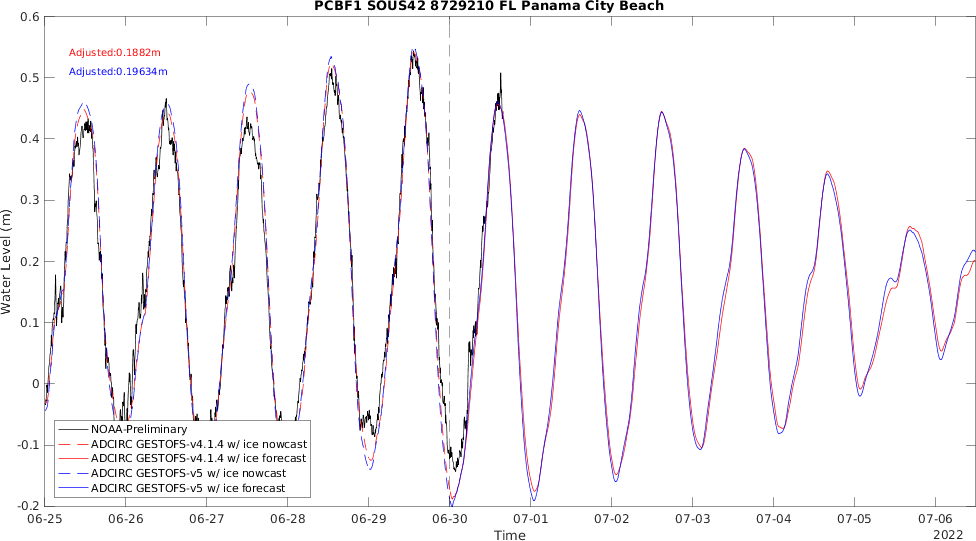 PCBF1 SOUS42 8729210 FL Panama City Beach
0.6
Adjusted:0.1882m
Adjusted:0.19634m
0.5
0.4
0.3
0.2
0.1
0
-0.1
-0.2
Water Level (m)
NOAA-Preliminary
ADCIRC GESTOFS-v4.1.4 w/ ice nowcast
ADCIRC GESTOFS-v4.1.4 w/ ice forecast
ADCIRC GESTOFS-v5 w/ ice nowcast
ADCIRC GESTOFS-v5 w/ ice forecast
06-25 06-26 06-27 06-28 06-29 06-30 07-01 07-02 07-03 07-04 07-05 07-06
Time
2022